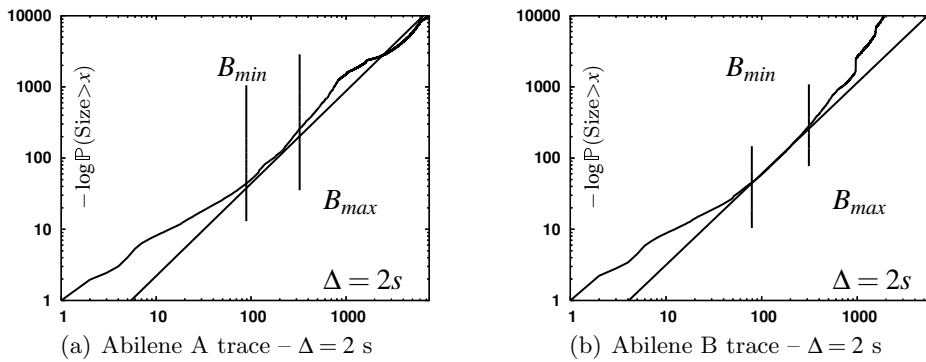 10000
1000
100
10
1
− log ℙ(Size>x)
B_min
B_max
Δ = 2s
1 10 100 1000
(a) Abilene A trace – Δ = 2 s
10000
1000
100
10
1
− log ℙ(Size>x)
B_min
B_max
Δ = 2s
1 10 100 1000
(b) Abilene B trace – Δ = 2 s